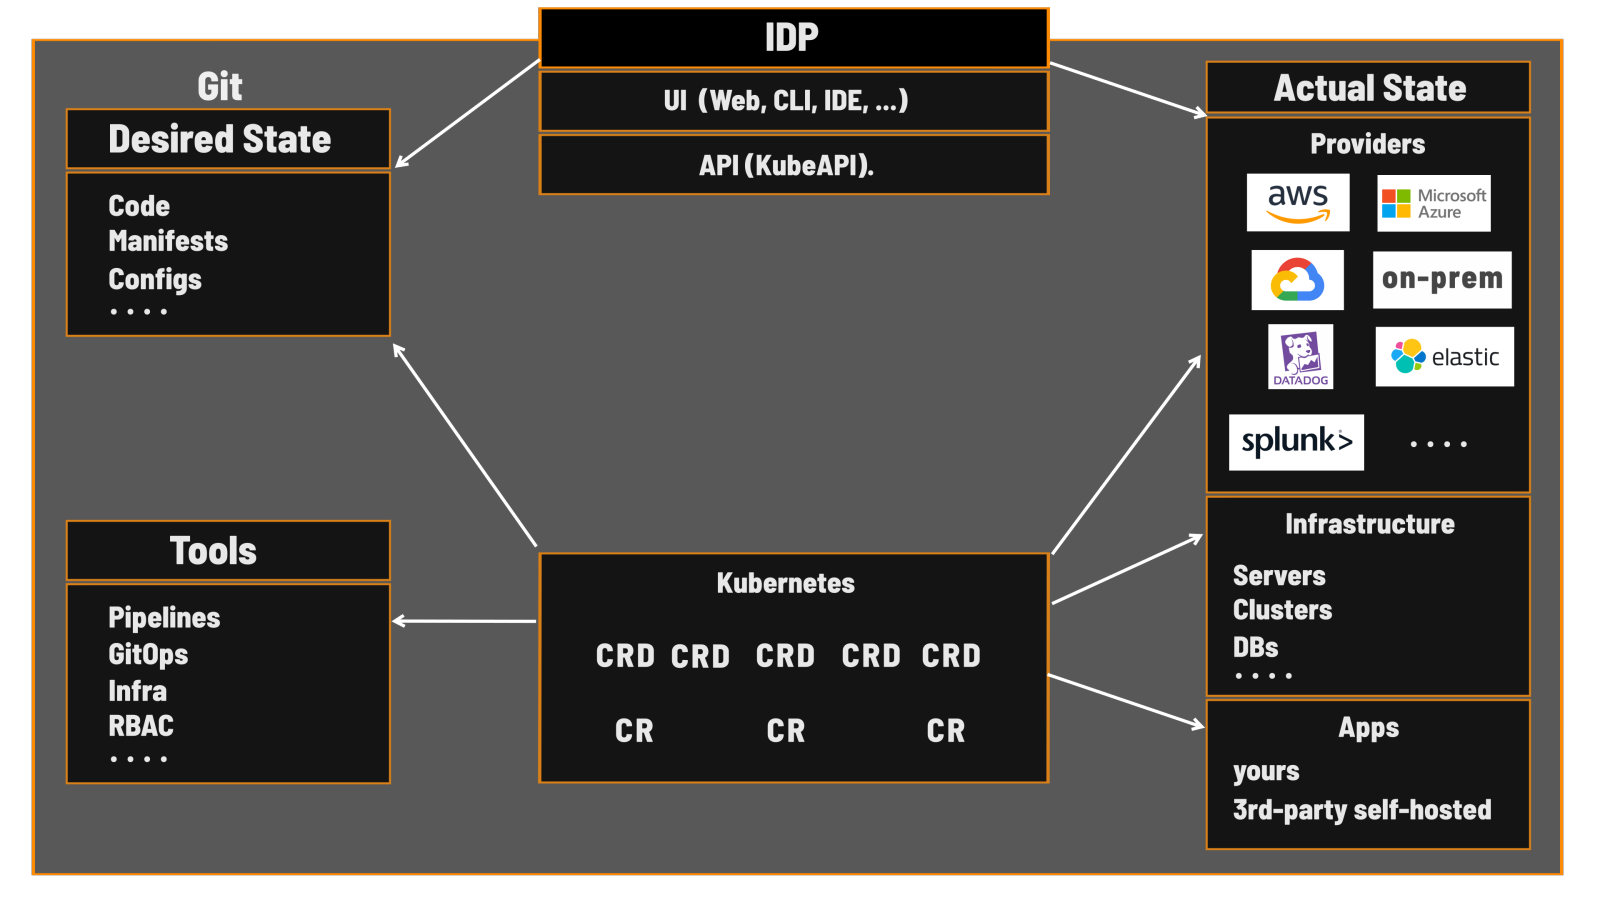 IDP
UI (Web, CLI, IDE, ...)
API (KubeAPI).
Git
Desired State
Code
Manifests
Configs
. . . .
Tools
Pipelines
GitOps
Infra
RBAC
. . . .
Kubernetes
CRD CRD CRD CRD CRD
CR CR CR
Actual State
Providers
aws
Microsoft
Azure
on-prem
DATADOG
elastic
splunk>
. . . .
Infrastructure
Servers
Clusters
DBs
. . . .
Apps
yours
3rd-party self-hosted